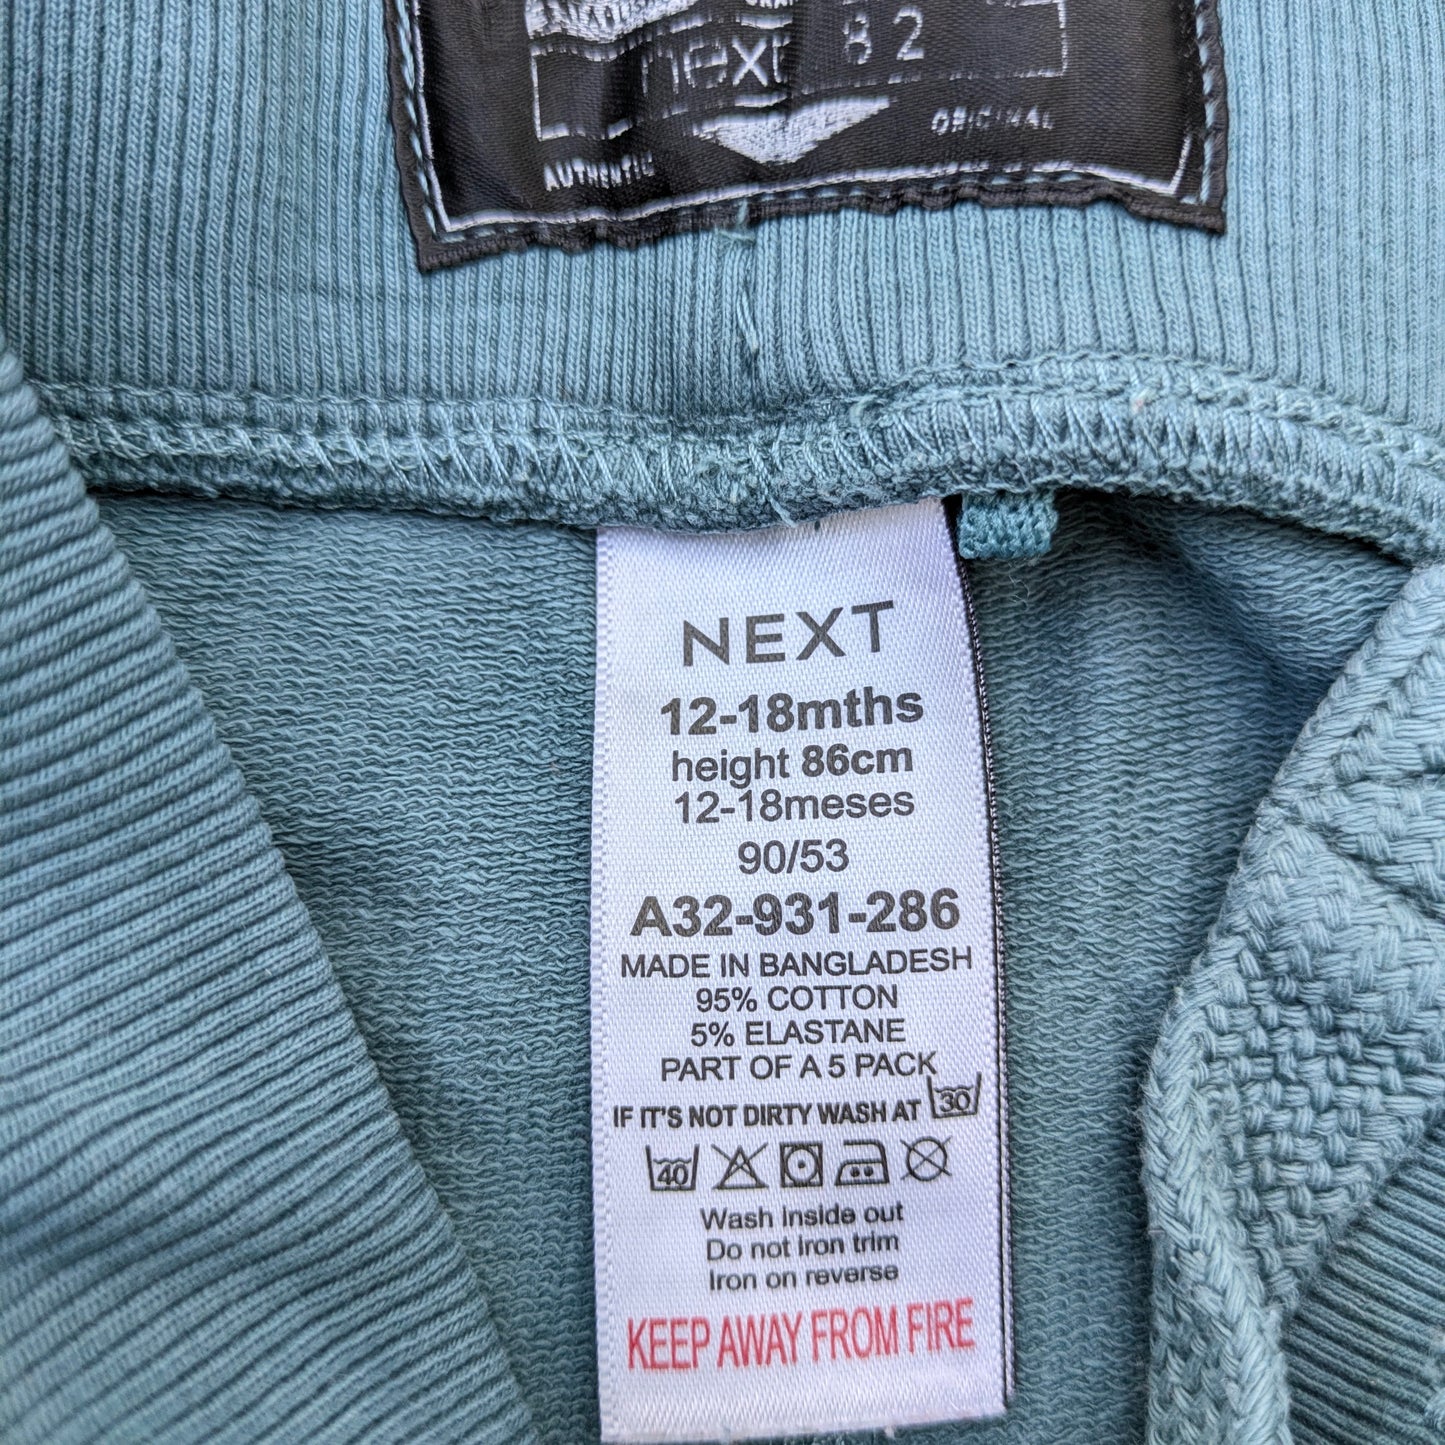 next 82
AUTHENTIC ORIGINAL
NEXT
12-18mths
height 86cm
12-18meses
90/53
A32-931-286
MADE IN BANGLADESH
95% COTTON
5% ELASTANE
PART OF A 5 PACK
IF IT'S NOT DIRTY WASH AT 30
40
Wash inside out
Do not iron trim
Iron on reverse
KEEP AWAY FROM FIRE